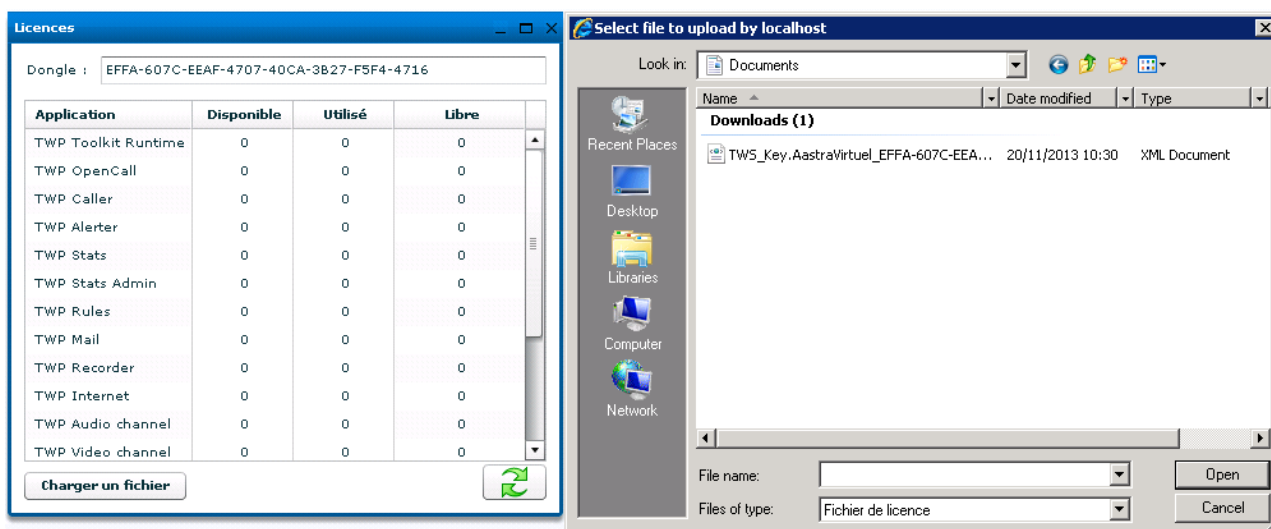 Licences
Dongle : EFFA-607C-EEAF-4707-40CA-3B27-F5F4-4716
Application Disponible Utilisé Libre
TWP Toolkit Runtime 0 0 0
TWP OpenCall 0 0 0
TWP Caller 0 0 0
TWP Alerter 0 0 0
TWP Stats 0 0 0
TWP Stats Admin 0 0 0
TWP Rules 0 0 0
TWP Mail 0 0 0
TWP Recorder 0 0 0
TWP Internet 0 0 0
TWP Audio channel 0 0 0
TWP Video channel 0 0 0
Charger un fichier
Select file to upload by localhost
Look in: Documents
Recent Places
Desktop
Libraries
Computer
Network
Name Date modified Type
Downloads (1)
TWS_Key.AastraVirtuel_EFFA-607C-EEA... 20/11/2013 10:30 XML Document
File name: Open
Files of type: Fichier de licence Cancel